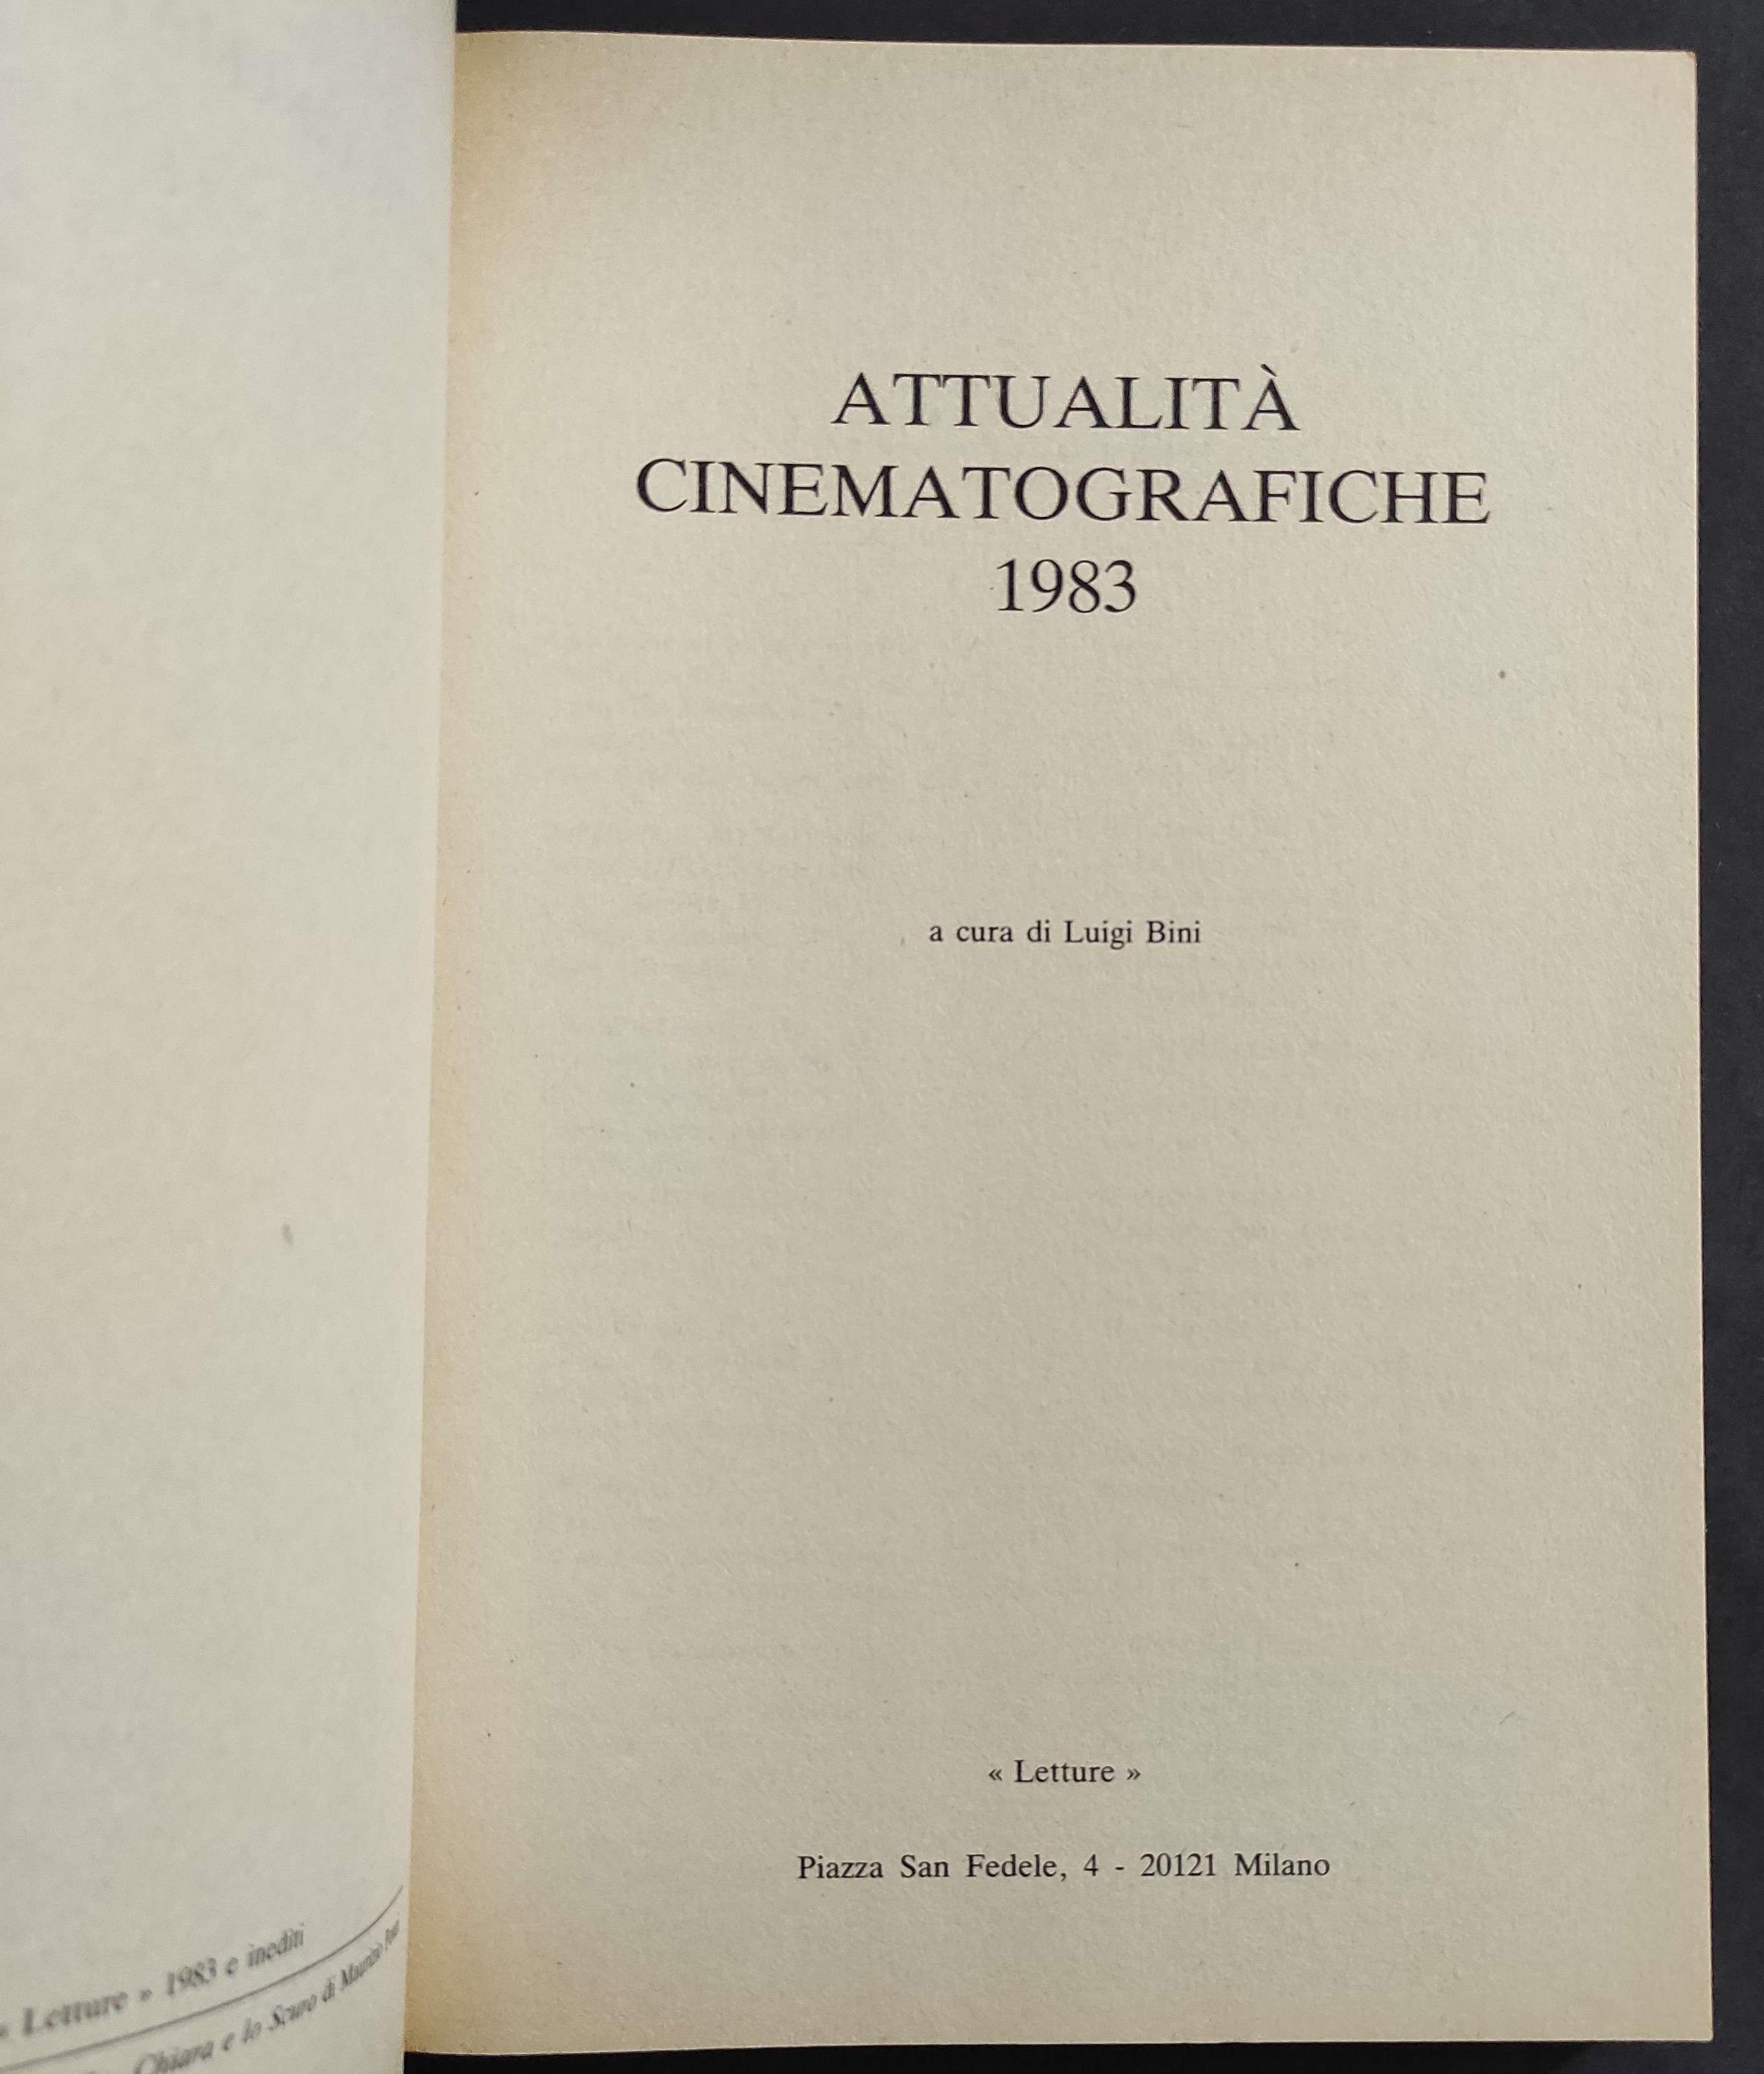 « Letture » 1983 e inediti
Chiara e lo Scuro di Maurizio
ATTUALITÀ
CINEMATOGRAFICHE
1983
a cura di Luigi Bini
« Letture »
Piazza San Fedele, 4 - 20121 Milano